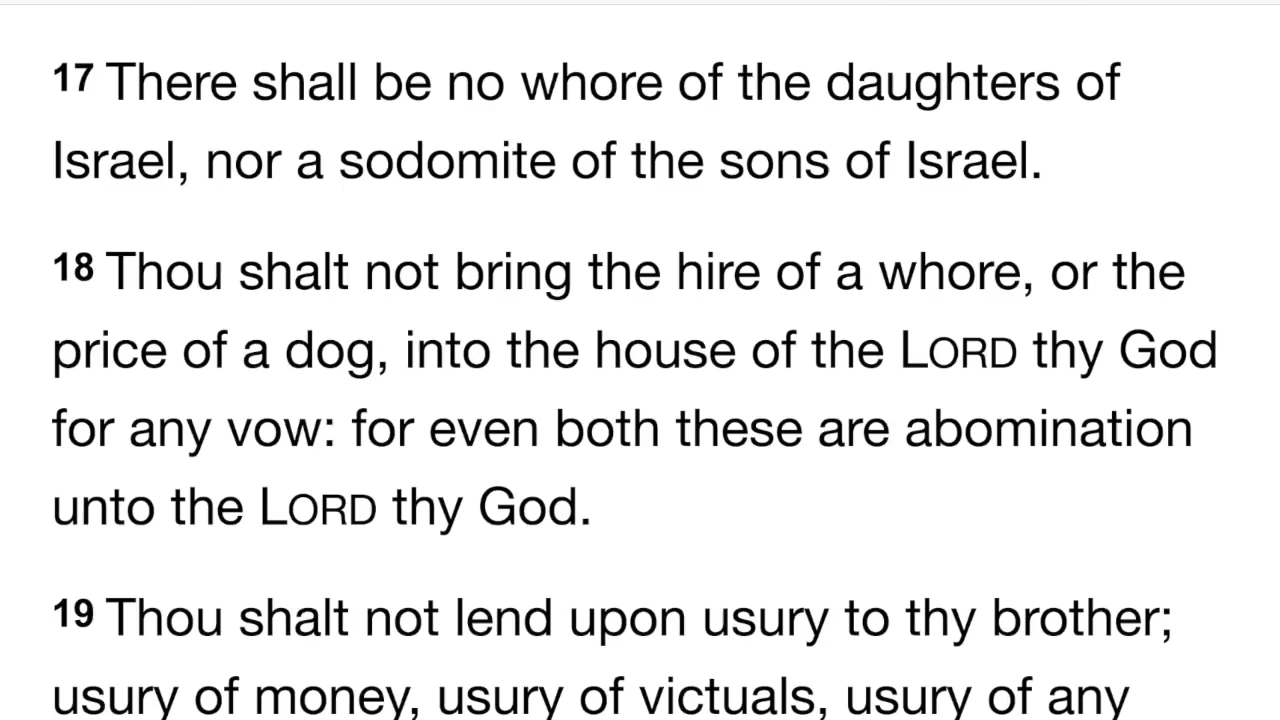 17 There shall be no whore of the daughters of
Israel, nor a sodomite of the sons of Israel.
18 Thou shalt not bring the hire of a whore, or the
price of a dog, into the house of the LORD thy God
for any vow: for even both these are abomination
unto the LORD thy God.
19 Thou shalt not lend upon usury to thy brother;
usury of money, usury of victuals, usury of any